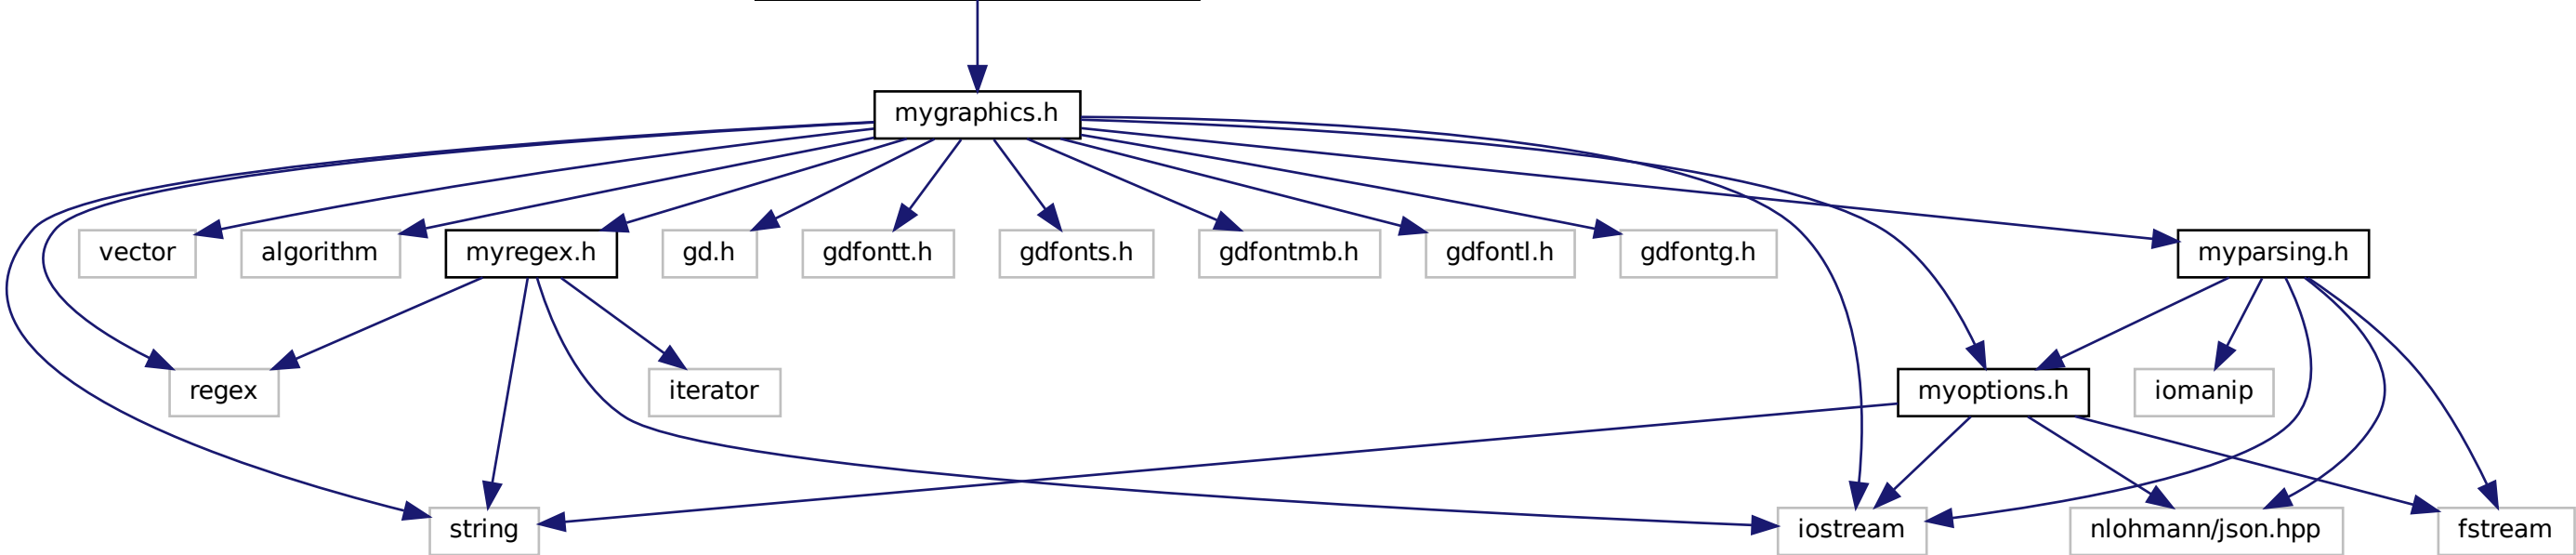 mygraphics.h
vector
algorithm
myregex.h
gd.h
gdfontt.h
gdfonts.h
gdfontmb.h
gdfontl.h
gdfontg.h
myparsing.h
regex
iterator
myoptions.h
iomanip
string
iostream
nlohmann/json.hpp
fstream